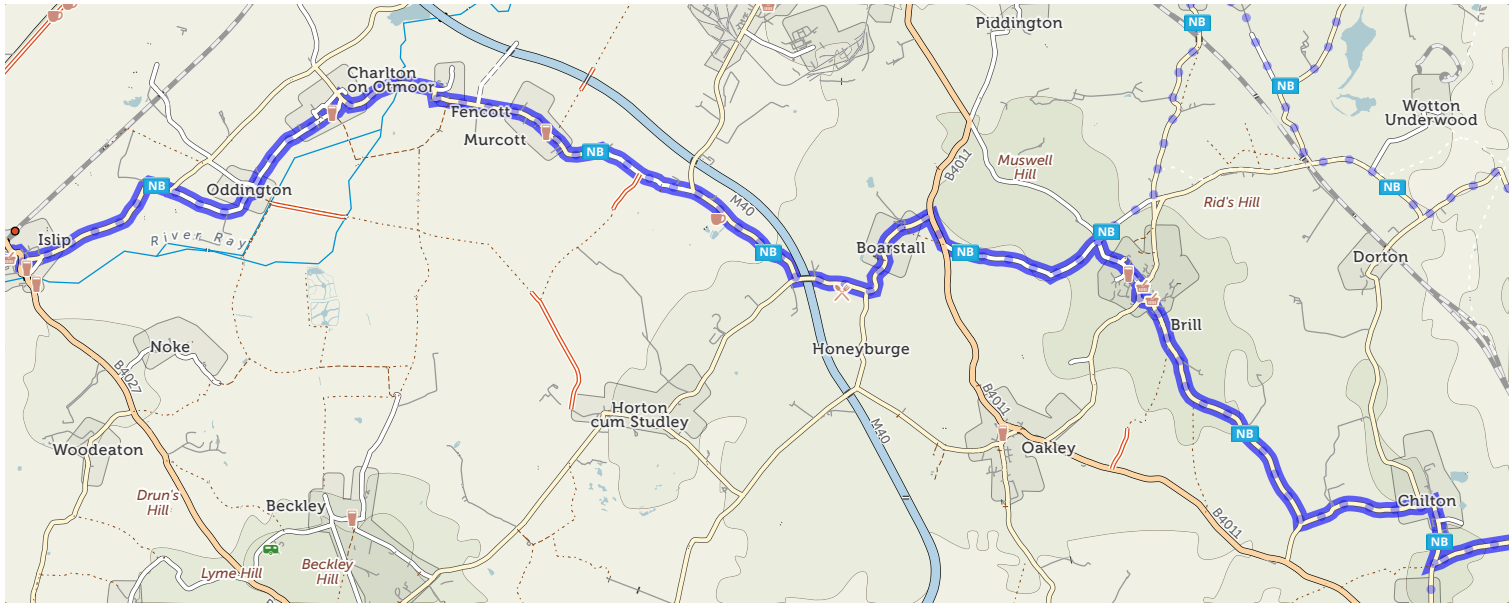 Piddington
NB
Charlton
on Otmoor
NB
Wotton
Underwood
Fencott
Murcott
NB
B4011
Muswell
Hill
NB
Oddington
NB
Rid's Hill
M40
Islip
River Ray
NB
Boarstall
NB
NB
Dorton
Brill
Noke
Honeyburge
B4027
Horton
cum Studley
B4011
M40
NB
Woodeaton
Oakley
Drun's
Hill
Beckley
Chilton
B4011
NB
Lyme Hill
Beckley
Hill